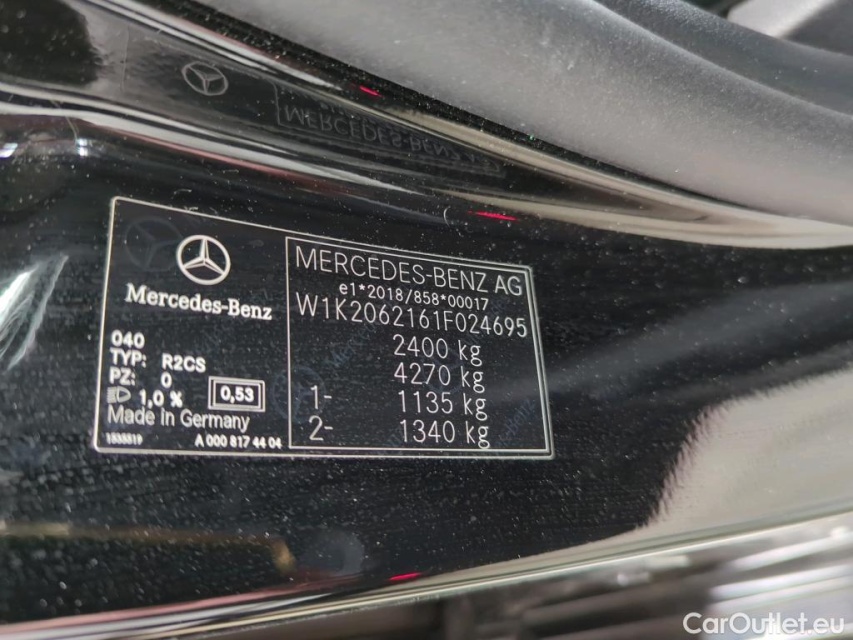 Mercedes-Benz
040
TYP: R2CS
PZ: 0
1,0 %
0,53
Made in Germany
A 000 817 44 04
MERCEDES-BENZ AG
e1*2018/858*00017
W1K2062161F024695
2400 kg
4270 kg
1- 1135 kg
2- 1340 kg
MERCEDES-BENZ AG
CarOutlet.eu